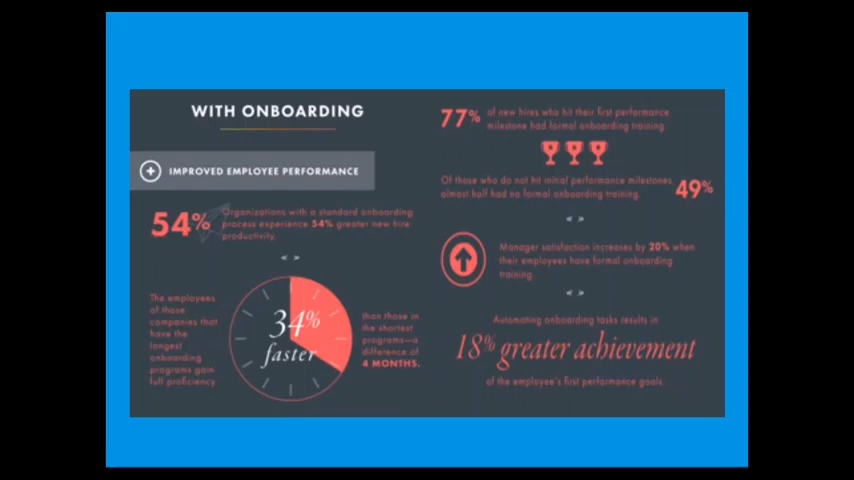 WITH ONBOARDING
+ IMPROVED EMPLOYEE PERFORMANCE
54%
Organizations with a standard onboarding
process experience 54% greater new hire
productivity.
< >
The employees
of those
companies that
have the
longest
onboarding
programs gain
full proficiency
34%
faster
than those in
the shortest
programs—a
difference of
4 MONTHS.
77%
of new hires who hit their first performance
milestone had formal onboarding training.
Of those who do not hit initial performance milestones,
almost half had no formal onboarding training.
49%
< >
Manager satisfaction increases by 20% when
their employees have formal onboarding
training.
< >
Automating onboarding tasks results in
18% greater achievement
of the employee's first performance goals.